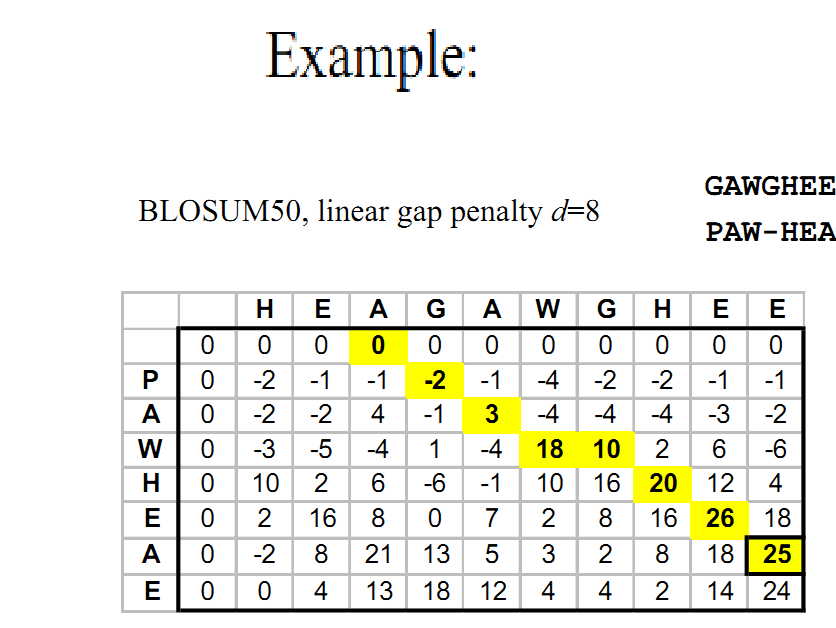 Example:
GAWGHEE
BLOSUM50, linear gap penalty d=8
PAW-HEA
H E A G A W G H E E
0 0 0 0 0 0 0 0 0 0 0
P 0 -2 -1 -1 -2 -1 -4 -2 -2 -1 -1
A 0 -2 -2 4 -1 3 -4 -4 -4 -3 -2
W 0 -3 -5 -4 1 -4 18 10 2 6 -6
H 0 10 2 6 -6 -1 10 16 20 12 4
E 0 2 16 8 0 7 2 8 16 26 18
A 0 -2 8 21 13 5 3 2 8 18 25
E 0 0 4 13 18 12 4 4 2 14 24